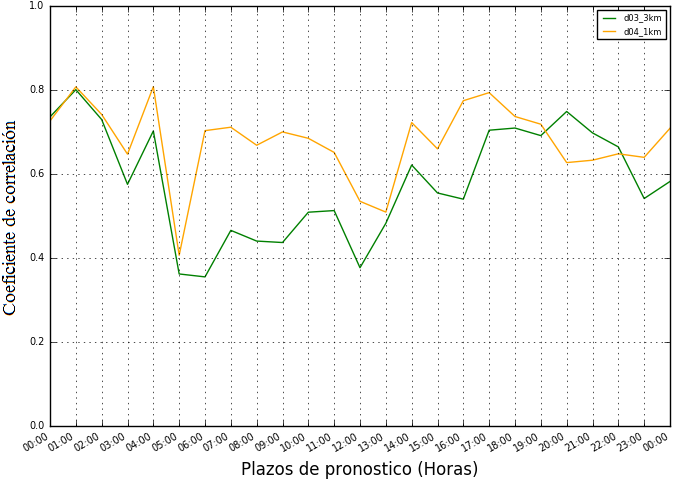 1.0
0.8
0.6
0.4
0.2
0.0
Coeficiente de correlación
d03_3km
d04_1km
00:00 01:00 02:00 03:00 04:00 05:00 06:00 07:00 08:00 09:00 10:00 11:00 12:00 13:00 14:00 15:00 16:00 17:00 18:00 19:00 20:00 21:00 22:00 23:00 00:00
Plazos de pronostico (Horas)